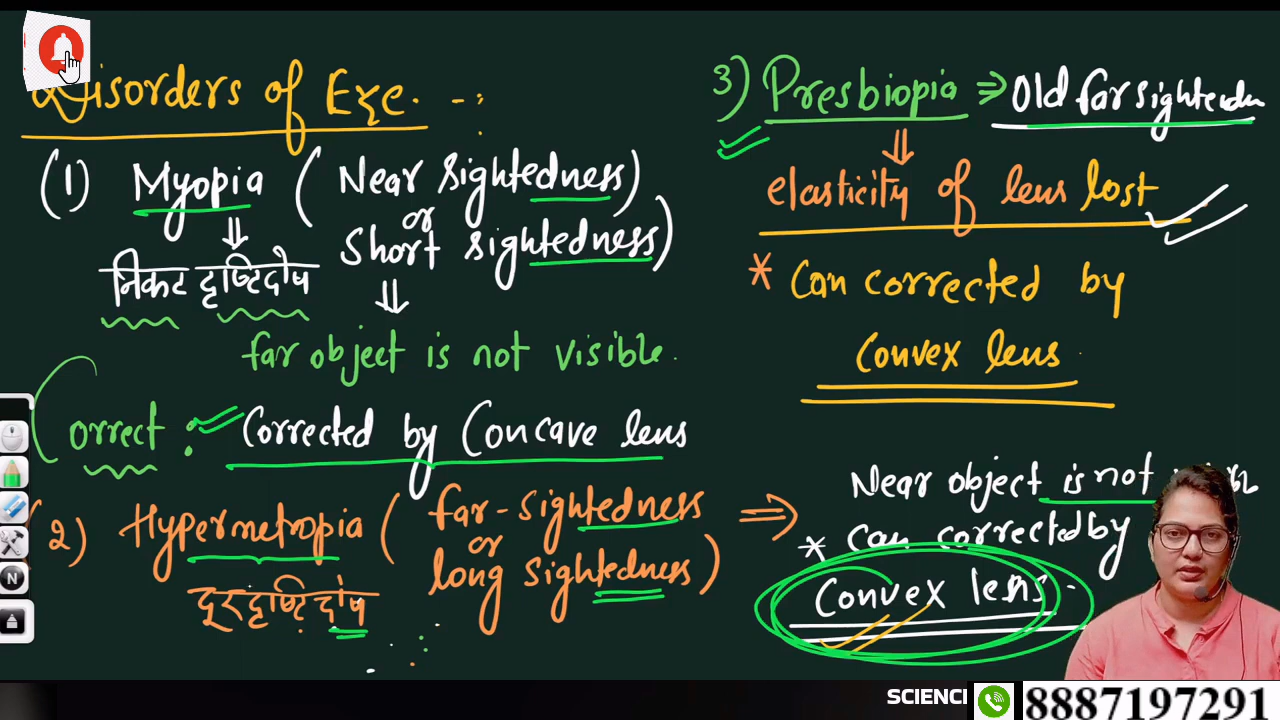 Disorders of Eye. -:
(1) Myopia ( Near sightedness
or
Short sightedness)
निकट दृष्टिदोष
far object is not visible.
Correct : Corrected by Concave lens
2) Hypermetropia ( far-sightedness
or
long sightedness)
दूरदृष्टि दोष
3) Presbiopia ⇒ Old far sighte
elasticity of lens lost
* Can corrected by
Convex lens
⇒ Near object is not
* Can corrected by
Convex lens.
SCIENC
8887197291
N